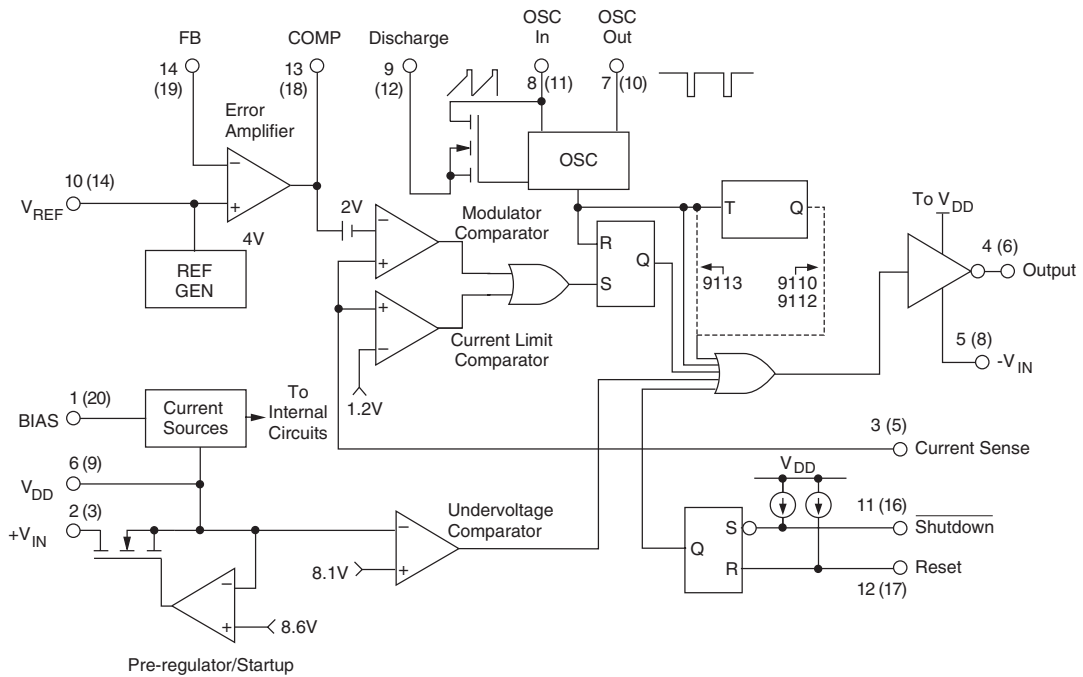 FB
14
(19)
COMP
13
(18)
Discharge
9
(12)
OSC
In
8 (11)
OSC
Out
7 (10)
Error
Amplifier
−
+
10 (14)
VREF
4V
REF
GEN
2V
−
+
Modulator
Comparator
OSC
R
S
Q
T
Q
9113
9110
9112
To VDD
4 (6)
Output
5 (8)
-VIN
+
−
Current Limit
Comparator
1.2V
1 (20)
BIAS
Current
Sources
To
Internal
Circuits
3 (5)
Current Sense
6 (9)
VDD
2 (3)
+VIN
−
+
Undervoltage
Comparator
8.1V
−
+
8.6V
Pre-regulator/Startup
VDD
Q
S
R
11 (16)
Shutdown
Reset
12 (17)